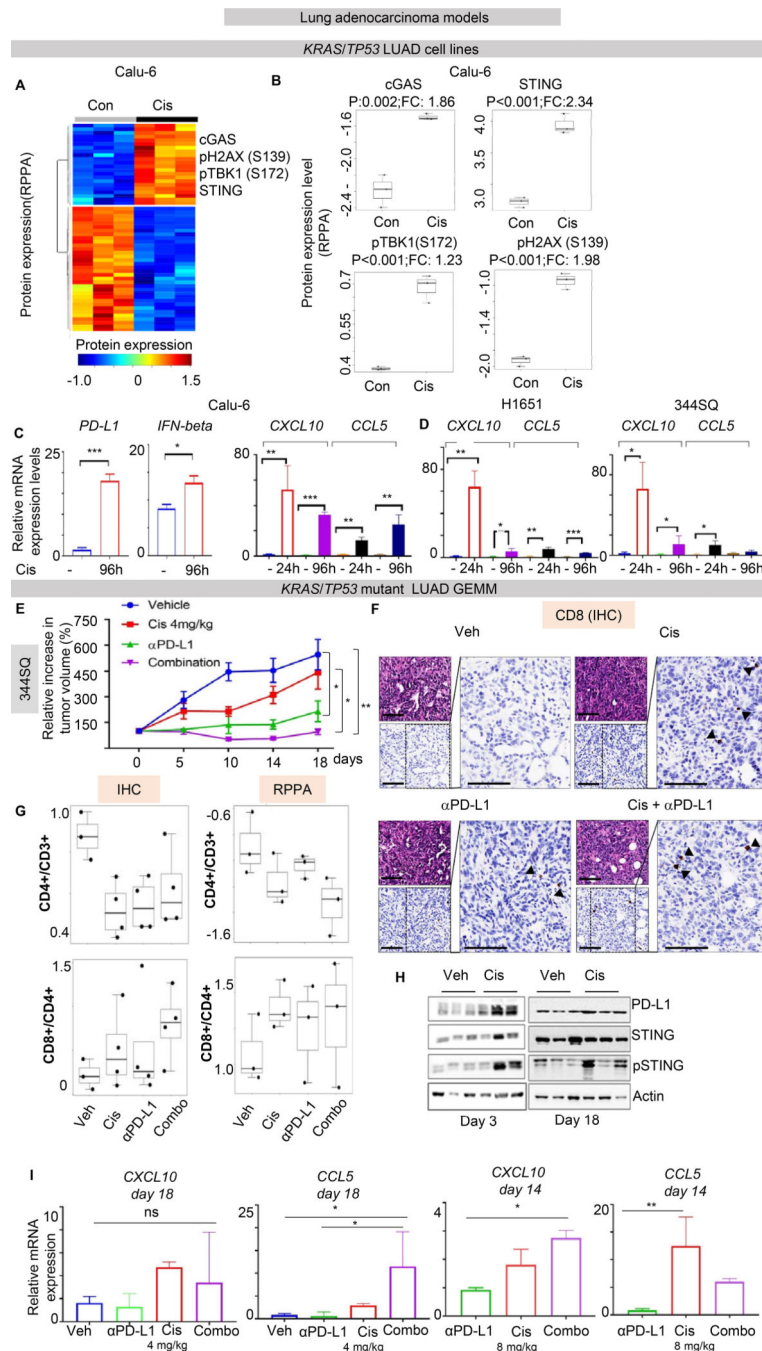 Lung adenocarcinoma models
KRAS/TP53 LUAD cell lines
Calu-6
A
Con Cis
cGAS
pH2AX (S139)
pTBK1 (S172)
STING
Protein expression(RPPA)
Protein expression
-1.0 0 1.5
B
Calu-6
cGAS
P:0.002;FC: 1.86
STING
P<0.001;FC:2.34
Protein expression level
(RPPA)
-1.6
-2.0
-2.4
Con Cis
4.0
3.5
3.0
Con Cis
pTBK1(S172)
P<0.001;FC: 1.23
pH2AX (S139)
P<0.001;FC: 1.98
0.7
0.55
0.4
Con Cis
-1.0
-1.4
-2.0
Con Cis
Calu-6
C
PD-L1 IFN-beta CXCL10 CCL5
Relative mRNA
expression levels
25
0
***
15
0
*
80
40
0
** *** ** **
Cis - 96h - 96h - 24h - 96h - 24h - 96h
D
H1651 344SQ
CXCL10 CCL5 CXCL10 CCL5
80
40
0
** * ** ***
80
40
0
* * *
- 24h - 96h - 24h - 96h - 24h - 96h - 24h - 96h
KRAS/TP53 mutant LUAD GEMM
E
344SQ
Relative increase in
tumor volume (%)
750
600
450
300
100
Vehicle
Cis 4mg/kg
αPD-L1
Combination
* * **
0 5 10 14 18 days
F
CD8 (IHC)
Veh Cis
αPD-L1 Cis + αPD-L1
G
IHC RPPA
CD4+/CD3+
1.0
0.4
CD4+/CD3+
-0.6
-1.6
CD8+/CD4+
1.5
0
CD8+/CD4+
1.5
1.0
Veh Cis αPD-L1 Combo
Veh Cis αPD-L1 Combo
H
Veh Cis Veh Cis
PD-L1
STING
pSTING
Actin
Day 3 Day 18
I
CXCL10
day 18
ns
CCL5
day 18
*
*
CXCL10
day 14
*
CCL5
day 14
**
Relative mRNA
expression
10
5
0
5
25
0
4
2
0
20
10
0
Veh αPD-L1 Cis Combo
4 mg/kg
Veh αPD-L1 Cis Combo
4 mg/kg
αPD-L1 Cis Combo
8 mg/kg
αPD-L1 Cis Combo
8 mg/kg